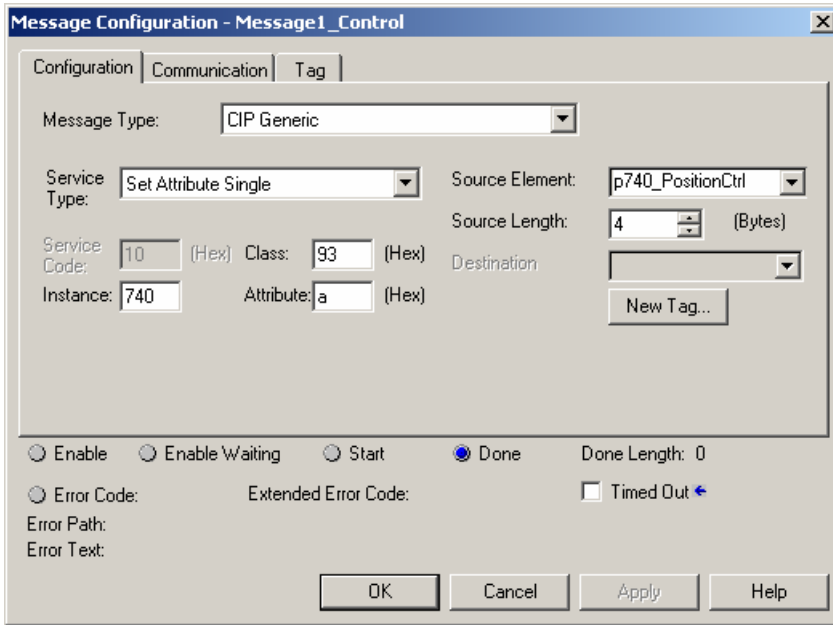 Message Configuration - Message1_Control
Configuration Communication Tag
Message Type: CIP Generic
Service Type: Set Attribute Single
Source Element: p740_PositionCtrl
Source Length: 4 (Bytes)
Service Code: 10 (Hex) Class: 93 (Hex)
Destination
Instance: 740 Attribute: a (Hex)
New Tag...
Enable Enable Waiting Start Done Done Length: 0
Error Code: Extended Error Code: Timed Out
Error Path:
Error Text:
OK Cancel Apply Help